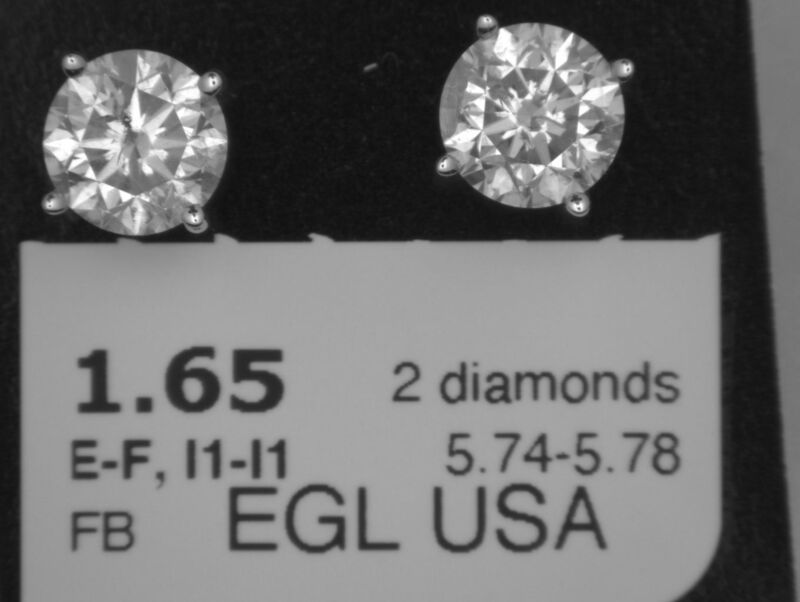 1.65
2 diamonds
E-F, I1-I1
5.74-5.78
FB
EGL USA